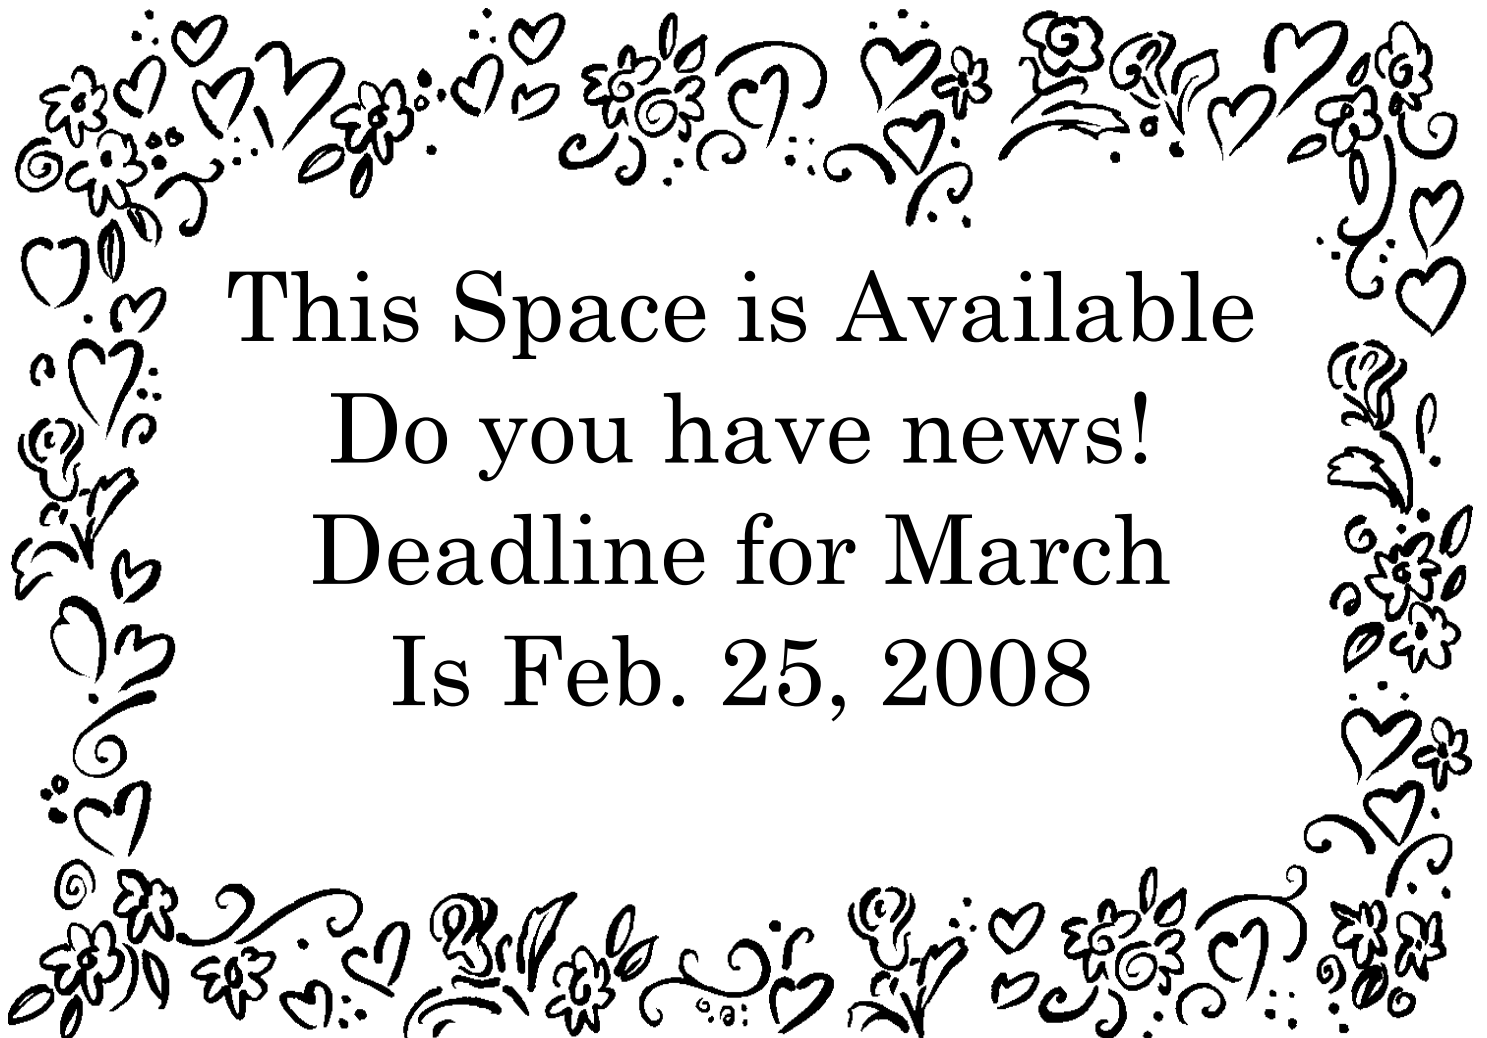 This Space is Available
Do you have news!
Deadline for March
Is Feb. 25, 2008